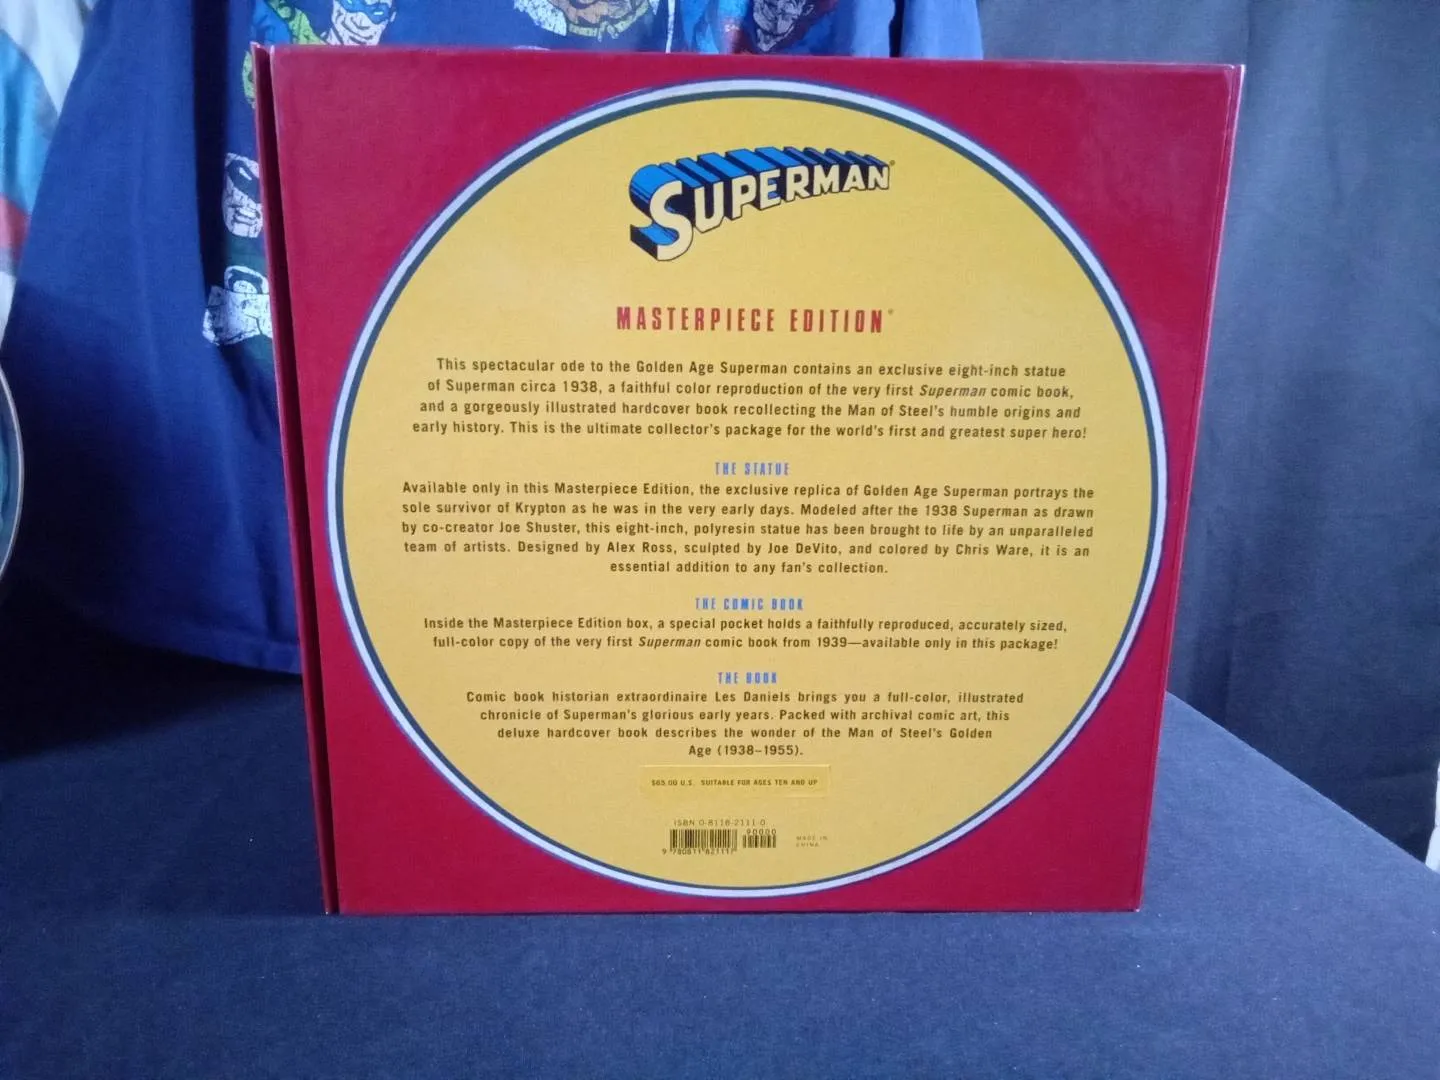 SUPERMAN®
MASTERPIECE EDITION®
This spectacular ode to the Golden Age Superman contains an exclusive eight-inch statue
of Superman circa 1938, a faithful color reproduction of the very first Superman comic book,
and a gorgeously illustrated hardcover book recollecting the Man of Steel's humble origins and
early history. This is the ultimate collector's package for the world's first and greatest super hero!
THE STATUE
Available only in this Masterpiece Edition, the exclusive replica of Golden Age Superman portrays the
sole survivor of Krypton as he was in the very early days. Modeled after the 1938 Superman as drawn
by co-creator Joe Shuster, this eight-inch, polyresin statue has been brought to life by an unparalleled
team of artists. Designed by Alex Ross, sculpted by Joe DeVito, and colored by Chris Ware, it is an
essential addition to any fan's collection.
THE COMIC BOOK
Inside the Masterpiece Edition box, a special pocket holds a faithfully reproduced, accurately sized,
full-color copy of the very first Superman comic book from 1939—available only in this package!
THE BOOK
Comic book historian extraordinaire Les Daniels brings you a full-color, illustrated
chronicle of Superman's glorious early years. Packed with archival comic art, this
deluxe hardcover book describes the wonder of the Man of Steel's Golden
Age (1938–1955).
$65.00 U.S. SUITABLE FOR AGES TEN AND UP
ISBN 0-8118-2111-0
90000
9 780811 821117
MADE IN
CHINA